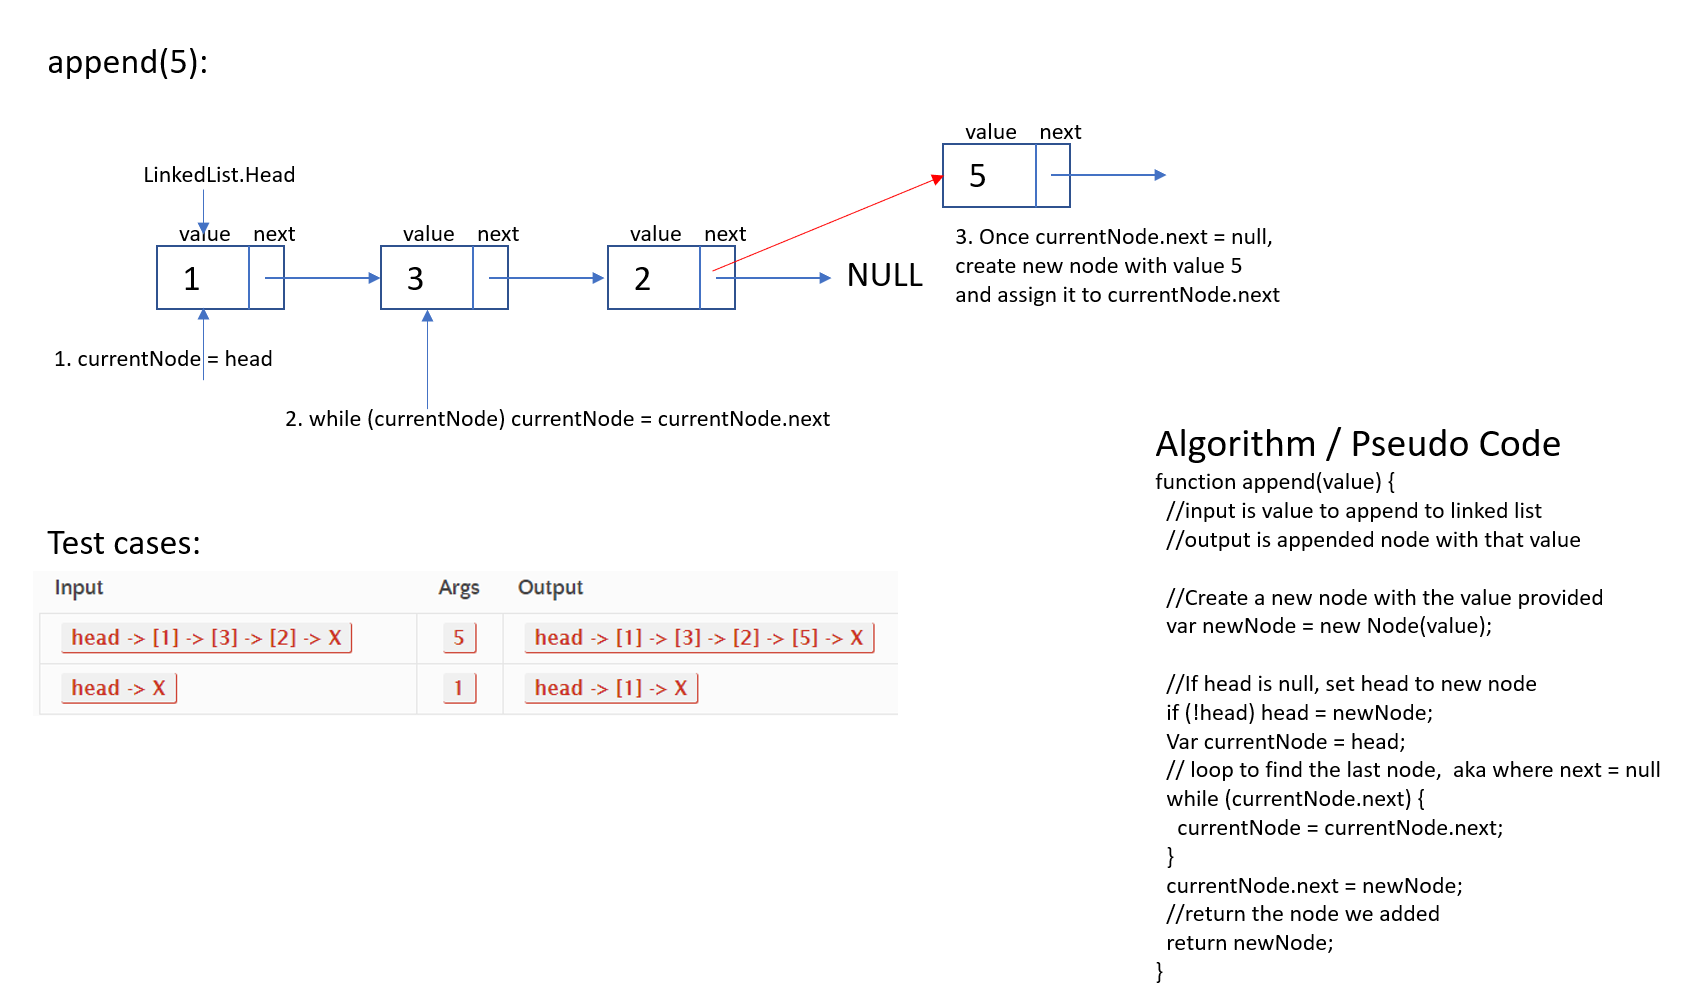 append(5):
value next
5
LinkedList.Head
value next
value next
value next
1
3
2
NULL
3. Once currentNode.next = null,
create new node with value 5
and assign it to currentNode.next
1. currentNode = head
2. while (currentNode) currentNode = currentNode.next
Test cases:
Input Args Output
head -> [1] -> [3] -> [2] -> X 5 head -> [1] -> [3] -> [2] -> [5] -> X
head -> X 1 head -> [1] -> X
Algorithm / Pseudo Code
function append(value) {
//input is value to append to linked list
//output is appended node with that value
//Create a new node with the value provided
var newNode = new Node(value);
//If head is null, set head to new node
if (!head) head = newNode;
Var currentNode = head;
// loop to find the last node,  aka where next = null
while (currentNode.next) {
currentNode = currentNode.next;
}
currentNode.next = newNode;
//return the node we added
return newNode;
}